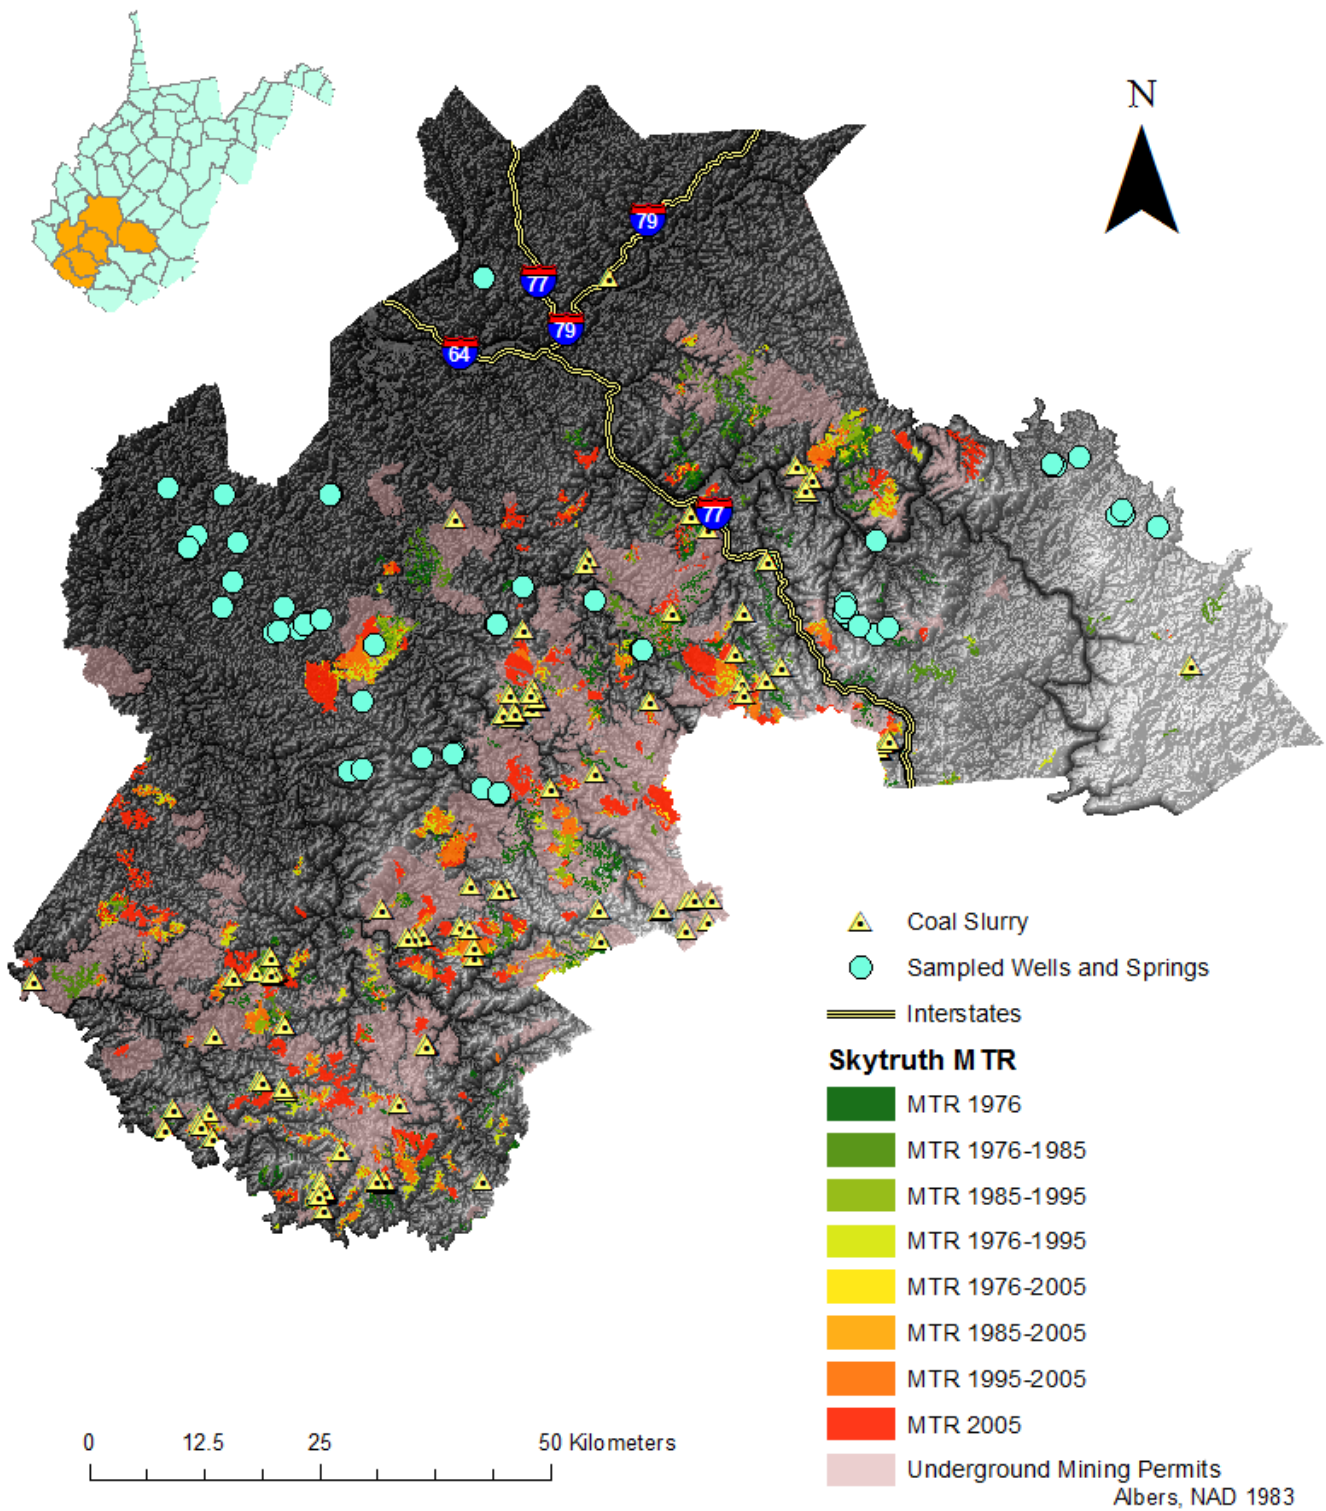 N
79
77
79
64
77
Coal Slurry
Sampled Wells and Springs
Interstates
Skytruth MTR
MTR 1976
MTR 1976-1985
MTR 1985-1995
MTR 1976-1995
MTR 1976-2005
MTR 1985-2005
MTR 1995-2005
MTR 2005
Underground Mining Permits
0 12.5 25 50 Kilometers
Albers, NAD 1983